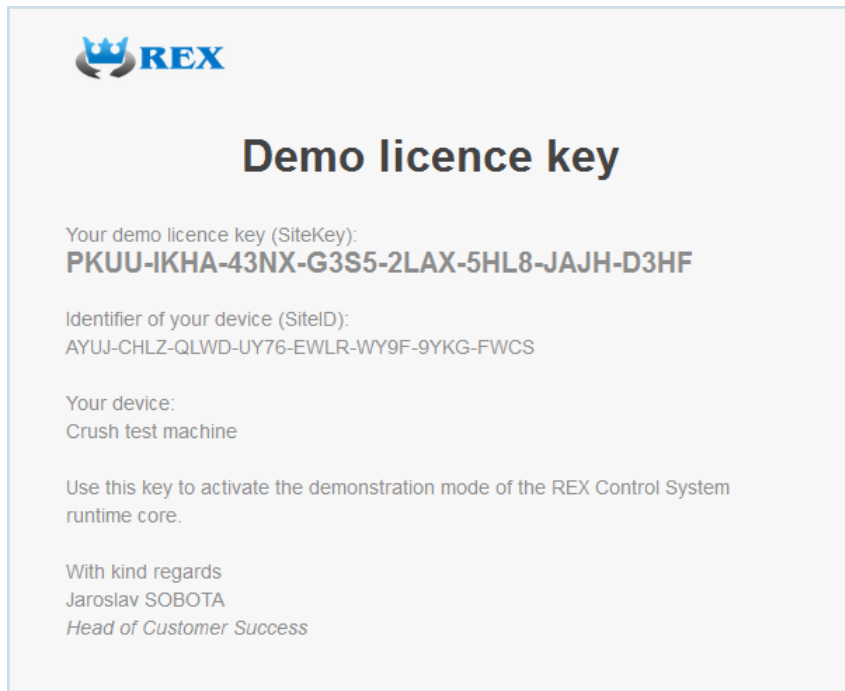 REX
Demo licence key
Your demo licence key (SiteKey):
PKUU-IKHA-43NX-G3S5-2LAX-5HL8-JAJH-D3HF
Identifier of your device (SiteID):
AYUJ-CHLZ-QLWD-UY76-EWLR-WY9F-9YKG-FWCS
Your device:
Crush test machine
Use this key to activate the demonstration mode of the REX Control System
runtime core.
With kind regards
Jaroslav SOBOTA
Head of Customer Success